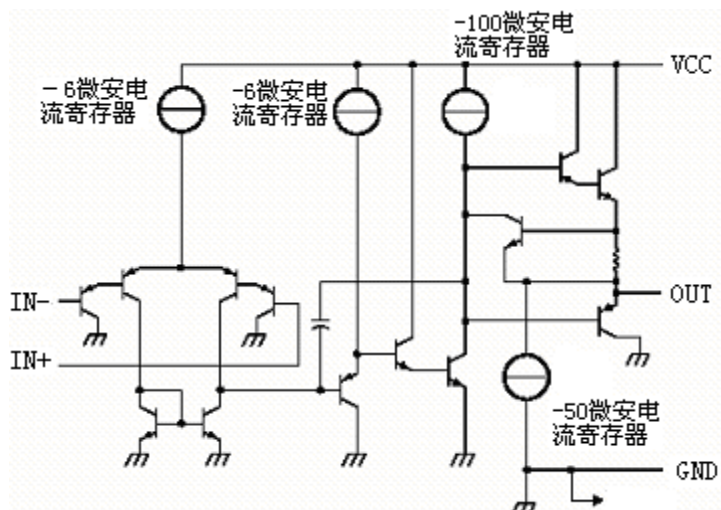 -100微安电
流寄存器
VCC
-6微安电
流寄存器
-6微安电
流寄存器
IN-
OUT
IN+
-50微安电
流寄存器
GND